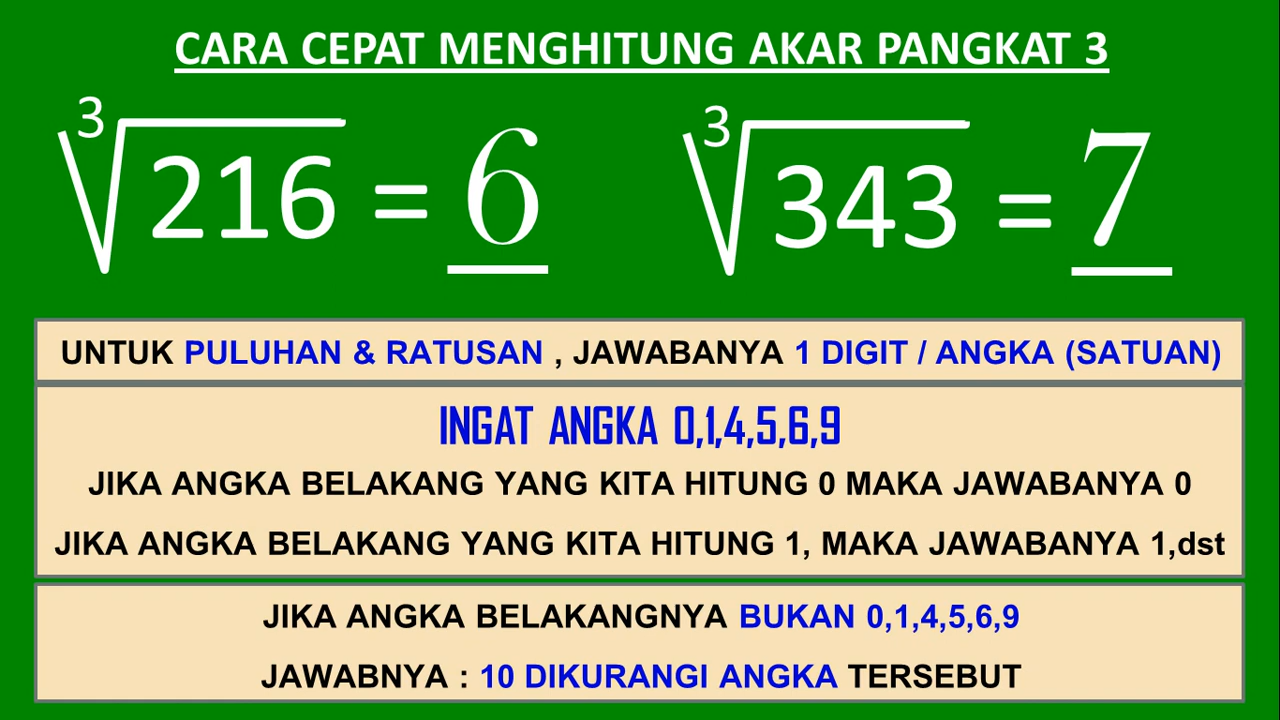 CARA CEPAT MENGHITUNG AKAR PANGKAT 3
∛216 = 6
∛343 = 7
UNTUK PULUHAN & RATUSAN , JAWABANYA 1 DIGIT / ANGKA (SATUAN)
INGAT ANGKA 0,1,4,5,6,9
JIKA ANGKA BELAKANG YANG KITA HITUNG 0 MAKA JAWABANYA 0
JIKA ANGKA BELAKANG YANG KITA HITUNG 1, MAKA JAWABANYA 1,dst
JIKA ANGKA BELAKANGNYA BUKAN 0,1,4,5,6,9
JAWABNYA : 10 DIKURANGI ANGKA TERSEBUT